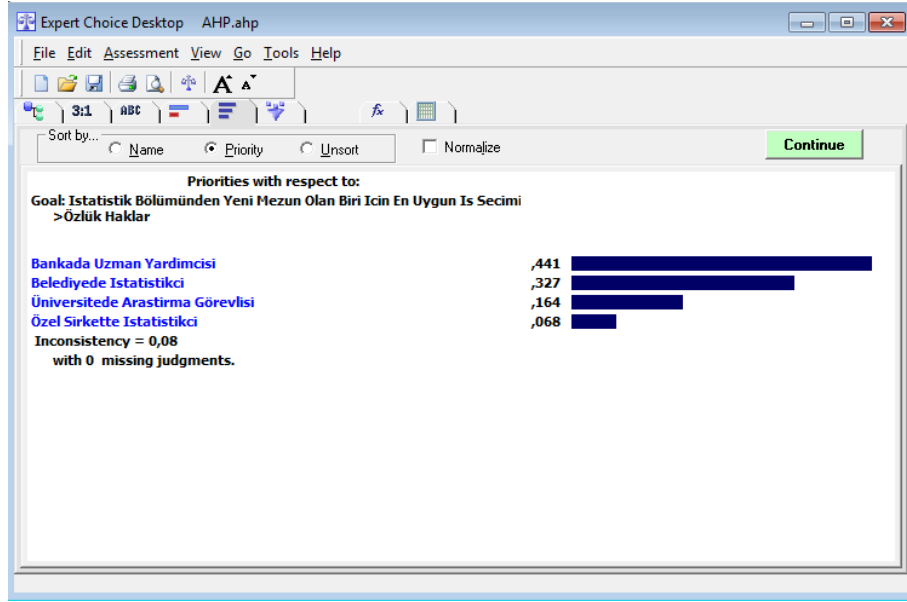 Expert Choice Desktop AHP.ahp
File Edit Assessment View Go Tools Help
A A
3:1 ABC fx
Sort by...
Name Priority Unsort Normalize Continue
Priorities with respect to:
Goal: Istatistik Bölümünden Yeni Mezun Olan Biri Icin En Uygun Is Secimi
>Özlük Haklar
Bankada Uzman Yardimcisi ,441
Belediyede Istatistikci ,327
Üniversitede Arastirma Görevlisi ,164
Özel Sirkette Istatistikci ,068
Inconsistency = 0,08
with 0 missing judgments.